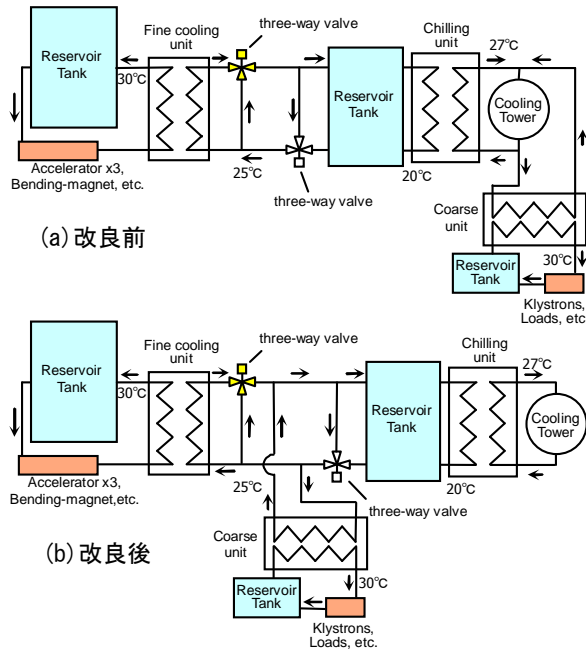 three-way valve
Fine cooling
unit
Chilling
unit
Reservoir
Tank
30℃
27℃
Reservoir
Tank
Cooling
Tower
Accelerator x3,
Bending-magnet, etc.
25℃
three-way valve
20℃
Coarse
unit
30℃
Reservoir
Tank
Klystrons,
Loads, etc
(a) 改良前
three-way valve
Fine cooling
unit
Chilling
unit
Reservoir
Tank
30℃
27℃
Reservoir
Tank
Cooling
Tower
Accelerator x3,
Bending-magnet,etc.
25℃
20℃
three-way valve
Coarse
unit
(b) 改良後
30℃
Reservoir
Tank
Klystrons,
Loads, etc.